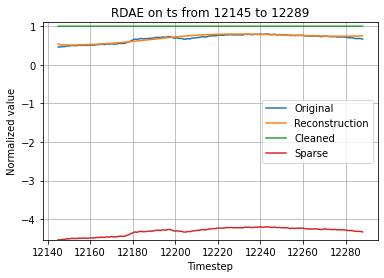 RDAE on ts from 12145 to 12289
Normalized value
1
0
−1
−2
−3
−4
Original
Reconstruction
Cleaned
Sparse
12140 12160 12180 12200 12220 12240 12260 12280
Timestep